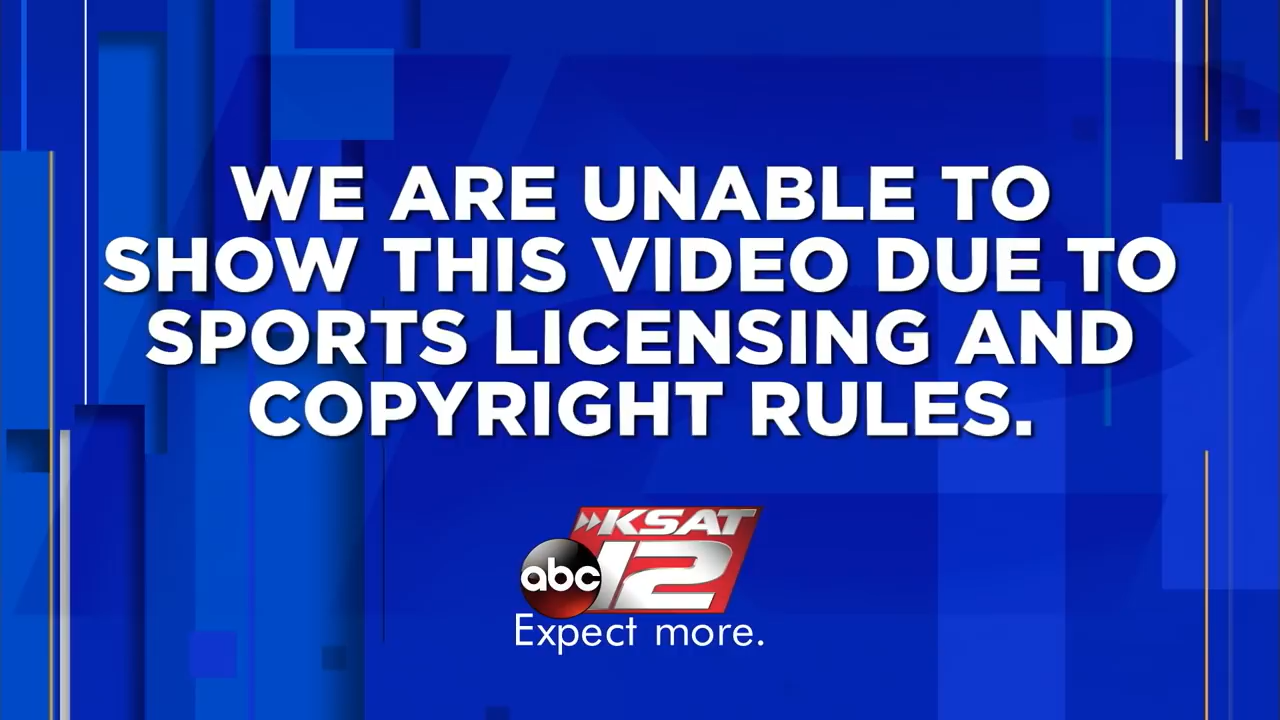 WE ARE UNABLE TO
SHOW THIS VIDEO DUE TO
SPORTS LICENSING AND
COPYRIGHT RULES.
KSAT
abc 12
Expect more.